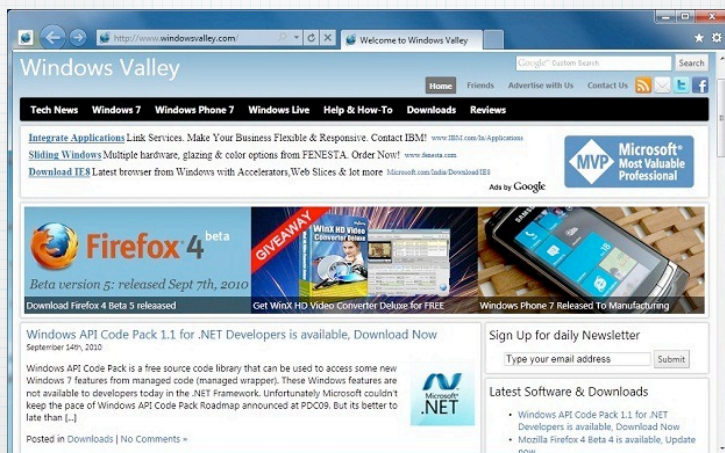 http://www.windowsvalley.com/
Welcome to Windows Valley
Windows Valley
Google™ Custom Search
Search
Home Friends Advertise with Us Contact Us
Tech News Windows 7 Windows Phone 7 Windows Live Help & How-To Downloads Reviews
Integrate Applications Link Services. Make Your Business Flexible & Responsive. Contact IBM! www.IBM.com/In/Applications
Sliding Windows Multiple hardware, glazing & color options from FENESTA. Order Now! www.fenesta.com
Download IE8 Latest browser from Windows with Accelerators,Web Slices & lot more Microsoft.com/India/Download IE8
Ads by Google
MVP
Microsoft®
Most Valuable
Professional
Firefox 4 beta
Beta version 5: released Sept 7th, 2010
Download Firefox 4 Beta 5 releaased
GIVEAWAY
WinX HD Video
Converter Deluxe
Get WinX HD Video Converter Deluxe for FREE
SAMSUNG
Windows Phone 7 Released To Manufacturing
Windows API Code Pack 1.1 for .NET Developers is available, Download Now
September 14th, 2010
Windows API Code Pack is a free source code library that can be used to access some new
Windows 7 features from managed code (managed wrapper). These Windows features are
not available to developers today in the .NET Framework. Unfortunately Microsoft couldn't
keep the pace of Windows API Code Pack Roadmap announced at PDC09. But its better to
late than [...]
Microsoft®
.NET
Posted in Downloads | No Comments »
Sign Up for daily Newsletter
Type your email address
Submit
Latest Software & Downloads
• Windows API Code Pack 1.1 for .NET
Developers is available, Download Now
• Mozilla Firefox 4 Beta 4 is available, Update
now